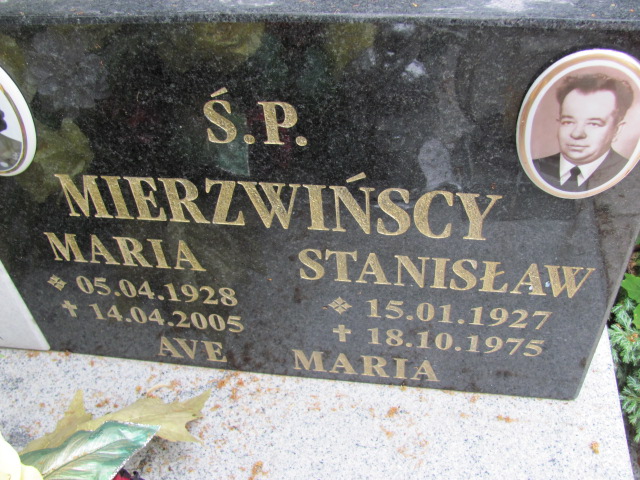 Ś.P.
MIERZWIŃSCY
MARIA STANISŁAW
05.04.1928 15.01.1927
14.04.2005 18.10.1975
AVE MARIA